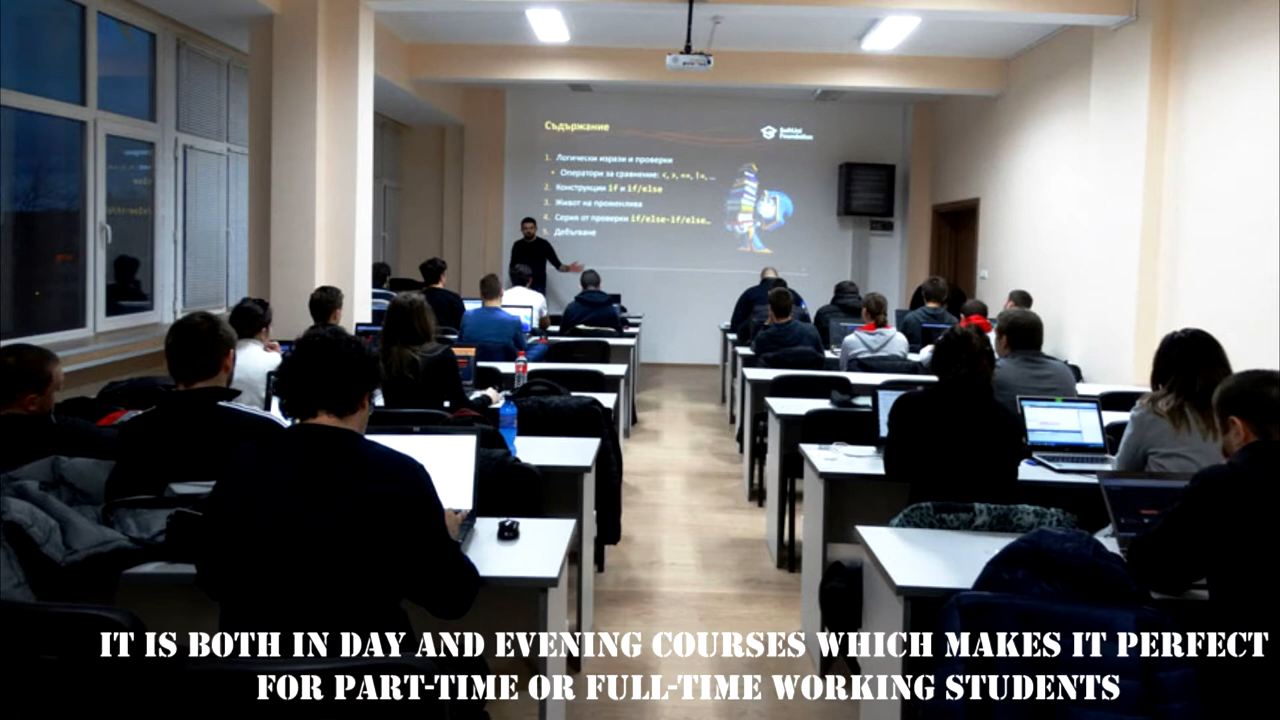 Съдържание
SoftUni
Foundation
1. Логически изрази и проверки
• Оператори за сравнение: <, >, ==, !=, …
2. Конструкции if и if/else
3. Живот на променлива
4. Серия от проверки if/else-if/else…
5. Дебъгване
IT IS BOTH IN DAY AND EVENING COURSES WHICH MAKES IT PERFECT
FOR PART-TIME OR FULL-TIME WORKING STUDENTS